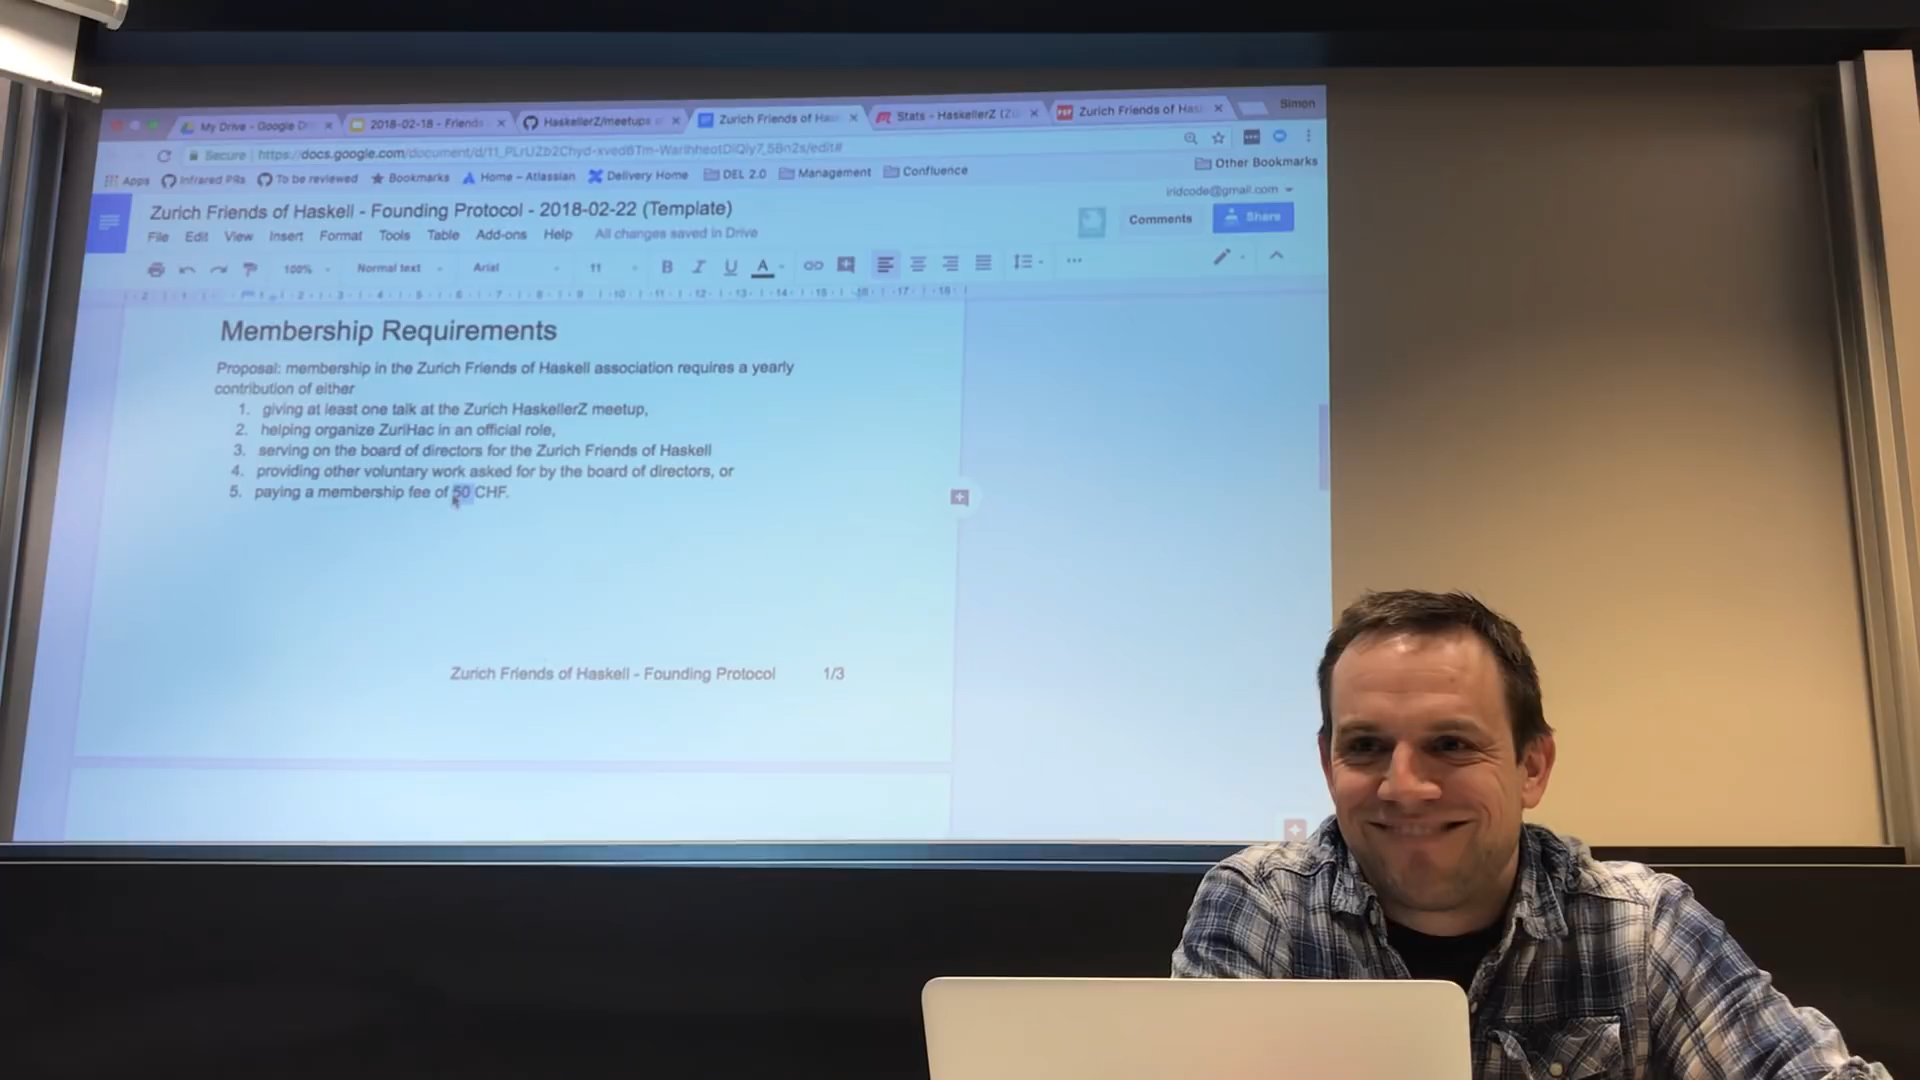 My Drive - Google Dr
2018-02-18 - Friends
HaskellerZ/meetups
Zurich Friends of Has
Stats - HaskellerZ (Zü
Zurich Friends of Has
Simon
Secure
Apps
Infrared PRs
To be reviewed
Bookmarks
Home – Atlassian
Delivery Home
DEL 2.0
Management
Confluence
Other Bookmarks
Zurich Friends of Haskell - Founding Protocol - 2018-02-22 (Template)
iridcode@gmail.com
File Edit View Insert Format Tools Table Add-ons Help All changes saved in Drive
Comments
Share
100% Normal text Arial 11 B I U A
Membership Requirements
Proposal: membership in the Zurich Friends of Haskell association requires a yearly
contribution of either
1. giving at least one talk at the Zurich HaskellerZ meetup,
2. helping organize ZuriHac in an official role,
3. serving on the board of directors for the Zurich Friends of Haskell
4. providing other voluntary work asked for by the board of directors, or
5. paying a membership fee of 50 CHF.
Zurich Friends of Haskell - Founding Protocol 1/3